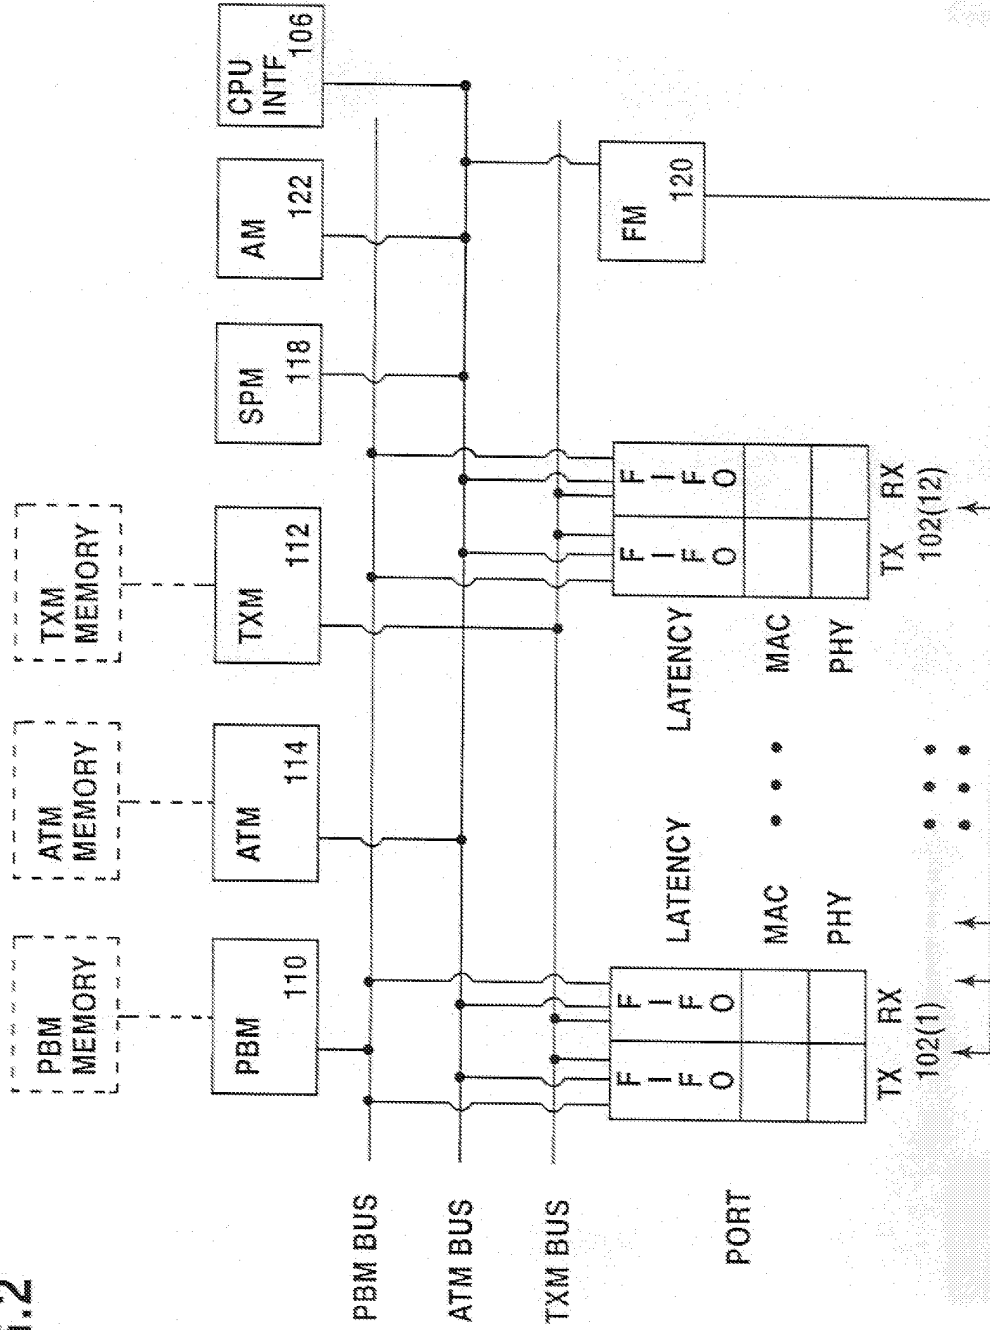 .2
PBM
MEMORY
ATM
MEMORY
TXM
MEMORY
PBM
110
ATM
114
TXM
112
SPM
118
AM
122
CPU
INTF
106
PBM BUS
ATM BUS
TXM BUS
FM
120
PORT
FIFO
FIFO
LATENCY
MAC
PHY
LATENCY
MAC
PHY
FIFO
FIFO
TX
RX
102(1)
TX
RX
102(12)